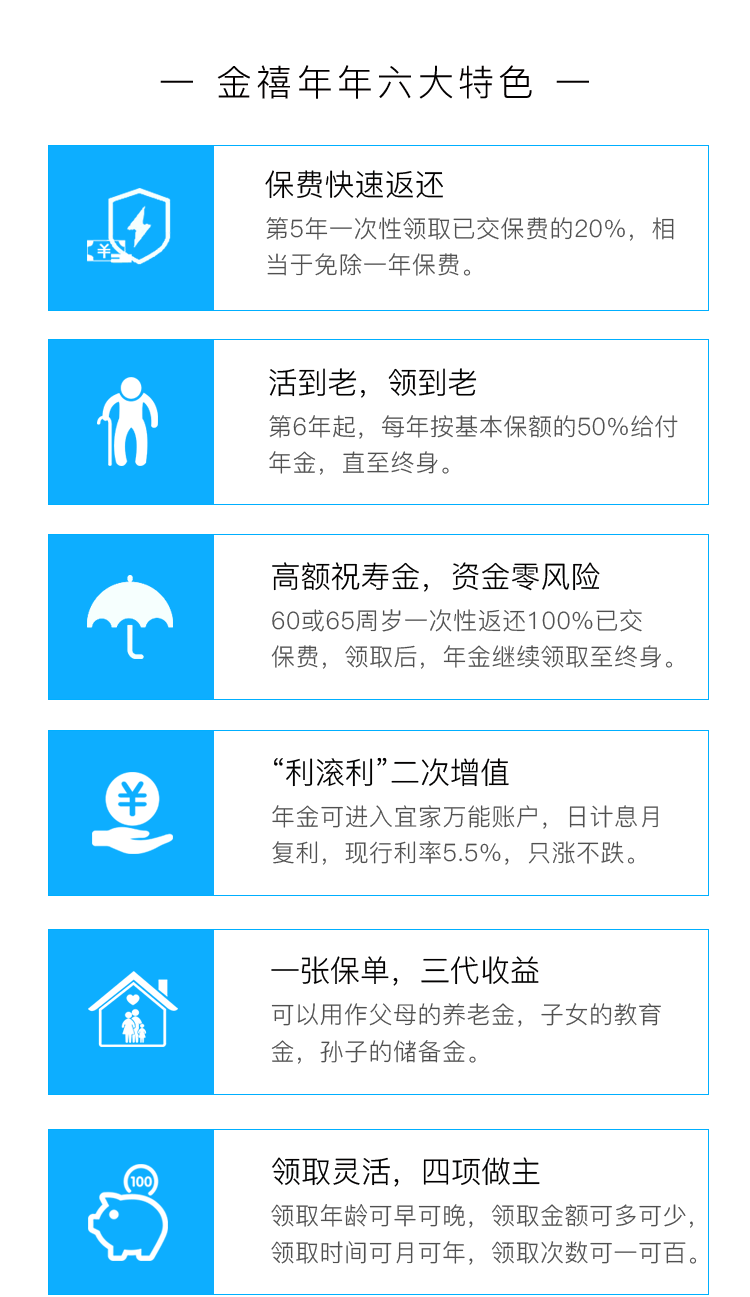 — 金禧年年六大特色 —
保费快速返还
第5年一次性领取已交保费的20%，相
当于免除一年保费。
¥
活到老，领到老
第6年起，每年按基本保额的50%给付
年金，直至终身。
高额祝寿金，资金零风险
60或65周岁一次性返还100%已交
保费，领取后，年金继续领取至终身。
“利滚利”二次增值
¥
年金可进入宜家万能账户，日计息月
复利，现行利率5.5%，只涨不跌。
一张保单，三代收益
可以用作父母的养老金，子女的教育
金，孙子的储备金。
领取灵活，四项做主
100
领取年龄可早可晚，领取金额可多可少，
领取时间可月可年，领取次数可一可百。